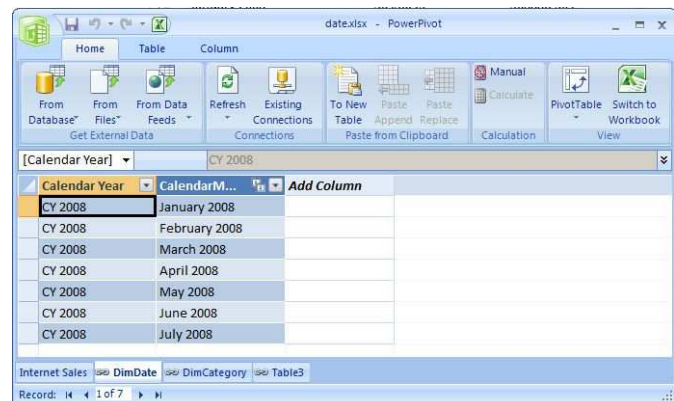 date.xlsx - PowerPivot
Home Table Column
From Database From Files From Data Feeds Refresh Existing Connections To New Table Paste Append Paste Replace Manual Calculate PivotTable Switch to Workbook
Get External Data Connections Paste from Clipboard Calculation View
[Calendar Year] CY 2008
Calendar Year CalendarM... Add Column
CY 2008 January 2008
CY 2008 February 2008
CY 2008 March 2008
CY 2008 April 2008
CY 2008 May 2008
CY 2008 June 2008
CY 2008 July 2008
Internet Sales DimDate DimCategory Table3
Record: 1 of 7